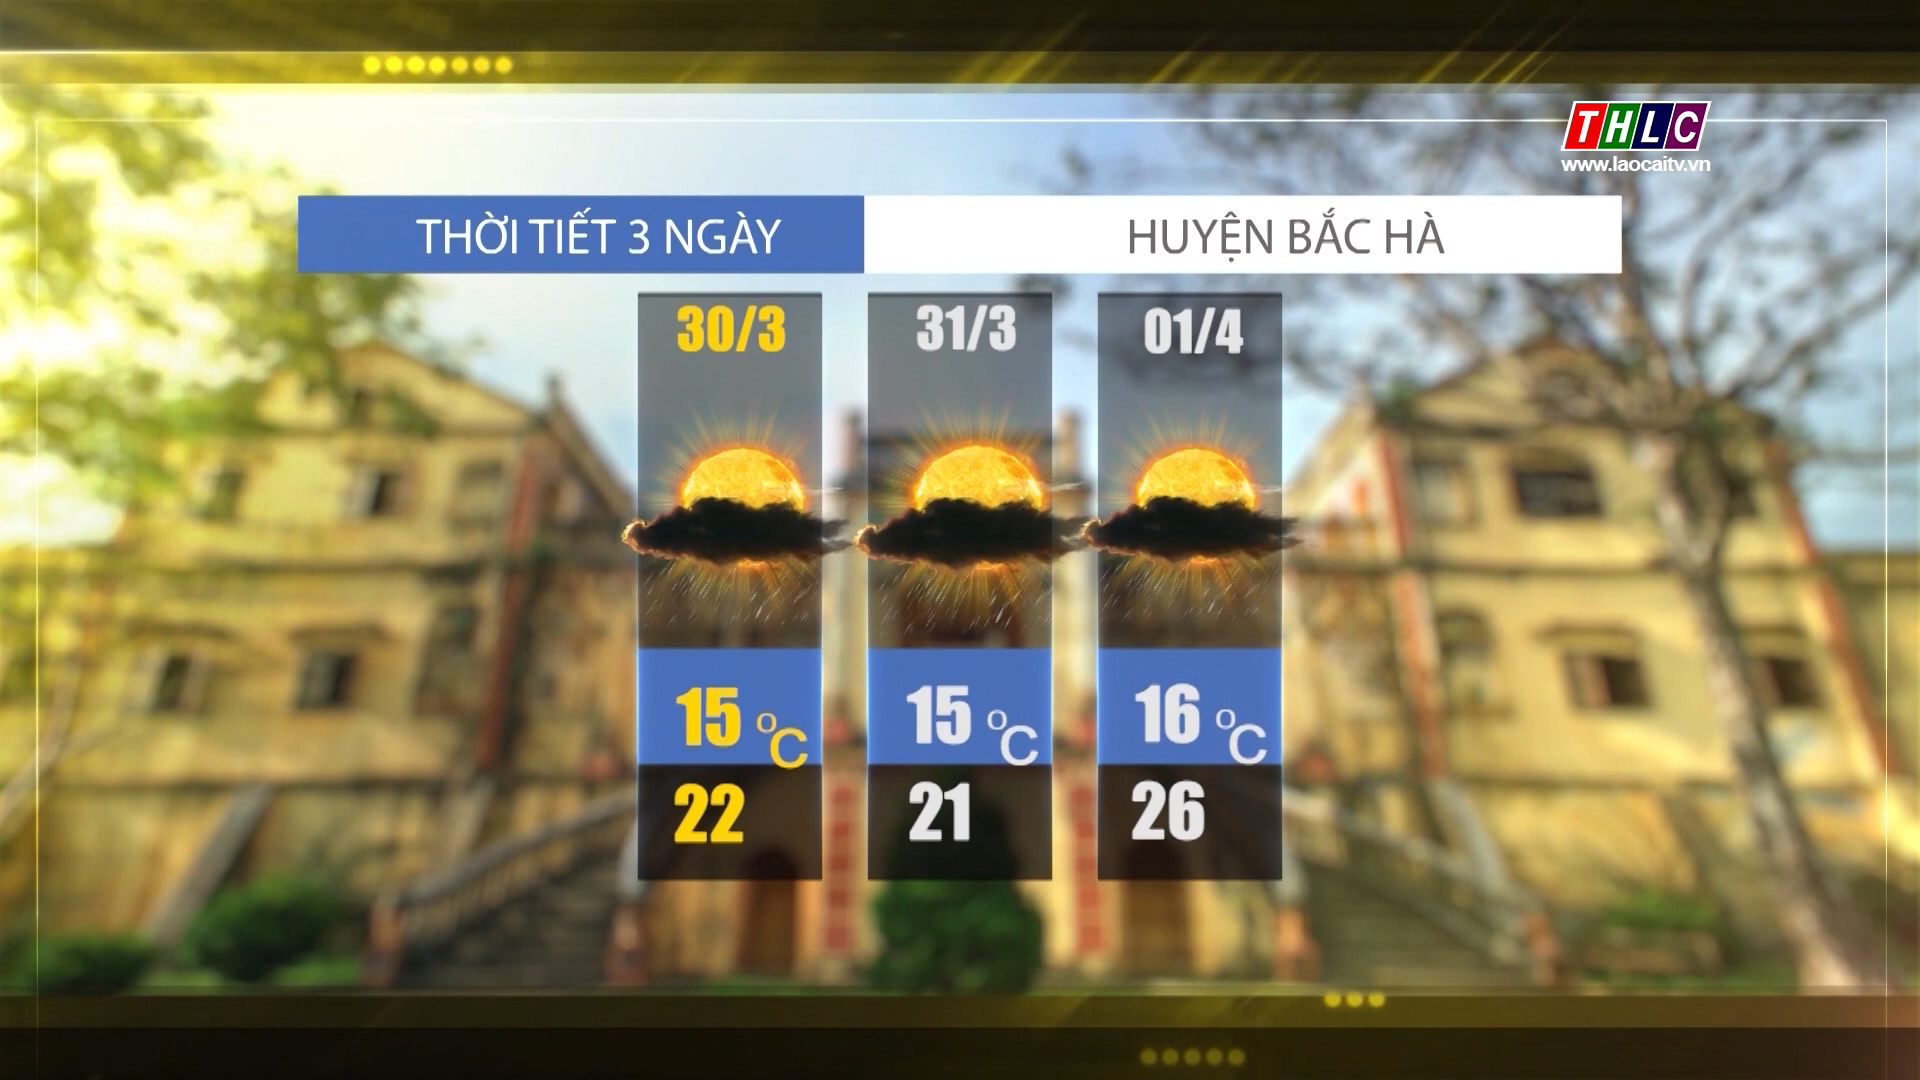 THLC
www.laocaitv.vn
THỜI TIẾT 3 NGÀY
HUYỆN BẮC HÀ
30/3
31/3
01/4
15 °C
15 °C
16 °C
22
21
26